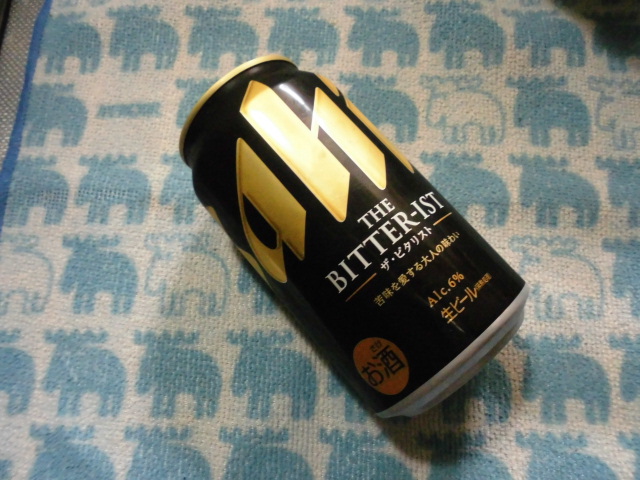 THE
BITTER-IST
ザ・ビタリスト
苦味を愛する大人の味わい
Alc.6%
生ビール
お酒